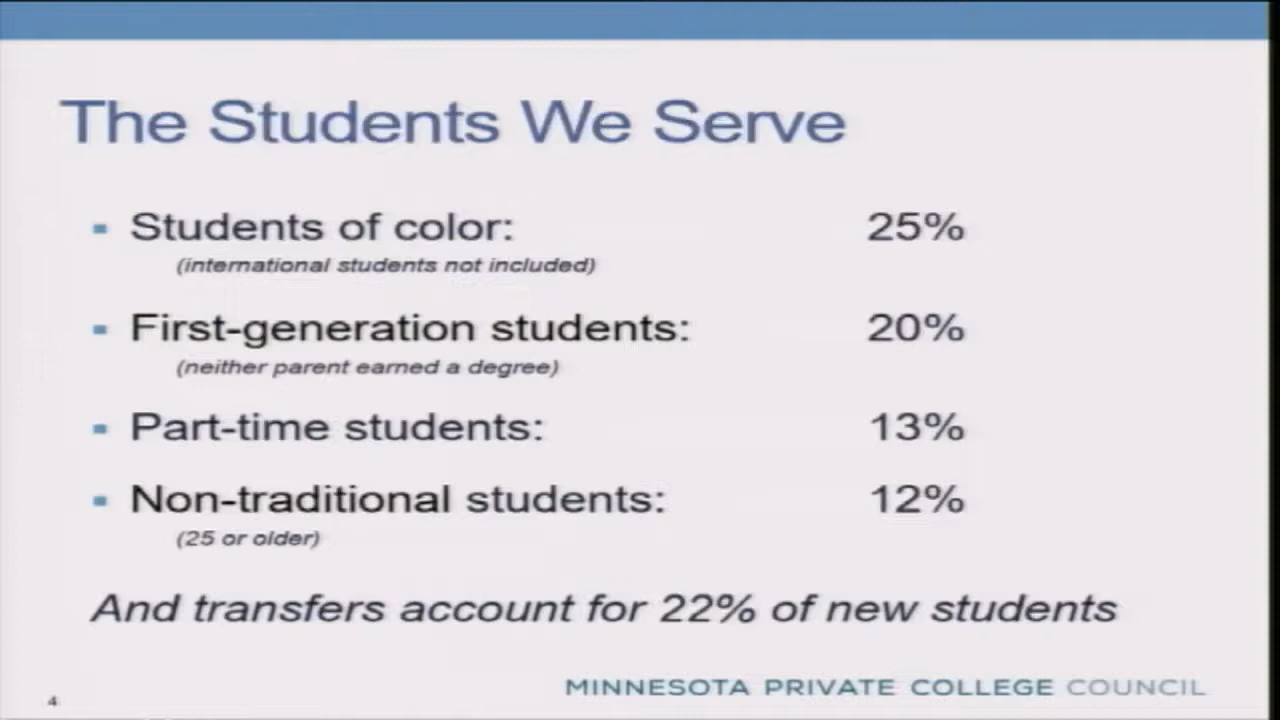 The Students We Serve
Students of color: 25%
(international students not included)
First-generation students: 20%
(neither parent earned a degree)
Part-time students: 13%
Non-traditional students: 12%
(25 or older)
And transfers account for 22% of new students
MINNESOTA PRIVATE COLLEGE COUNCIL
4